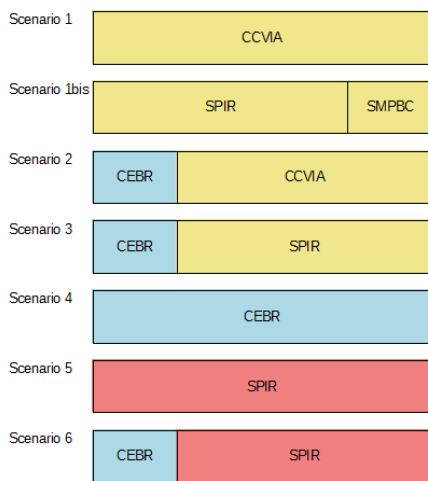 Scenario 1
CCVIA
Scenario 1bis
SPIR SMPBC
Scenario 2
CEBR CCVIA
Scenario 3
CEBR SPIR
Scenario 4
CEBR
Scenario 5
SPIR
Scenario 6
CEBR SPIR